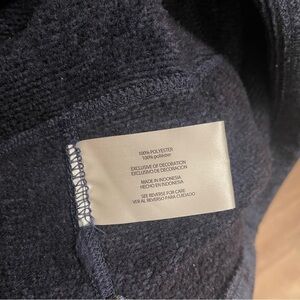 100% POLYESTER
100% poliéster
EXCLUSIVE OF DECORATION
EXCLUSIVO DE DECORACION
MADE IN INDONESIA
HECHO EN INDONESIA
SEE REVERSE FOR CARE
VER AL REVERSO PARA CUIDADO